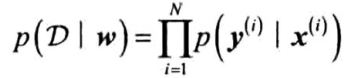 p(𝒟 | w) = ∏_{i=1}^{N} p(y^{(i)} | x^{(i)})